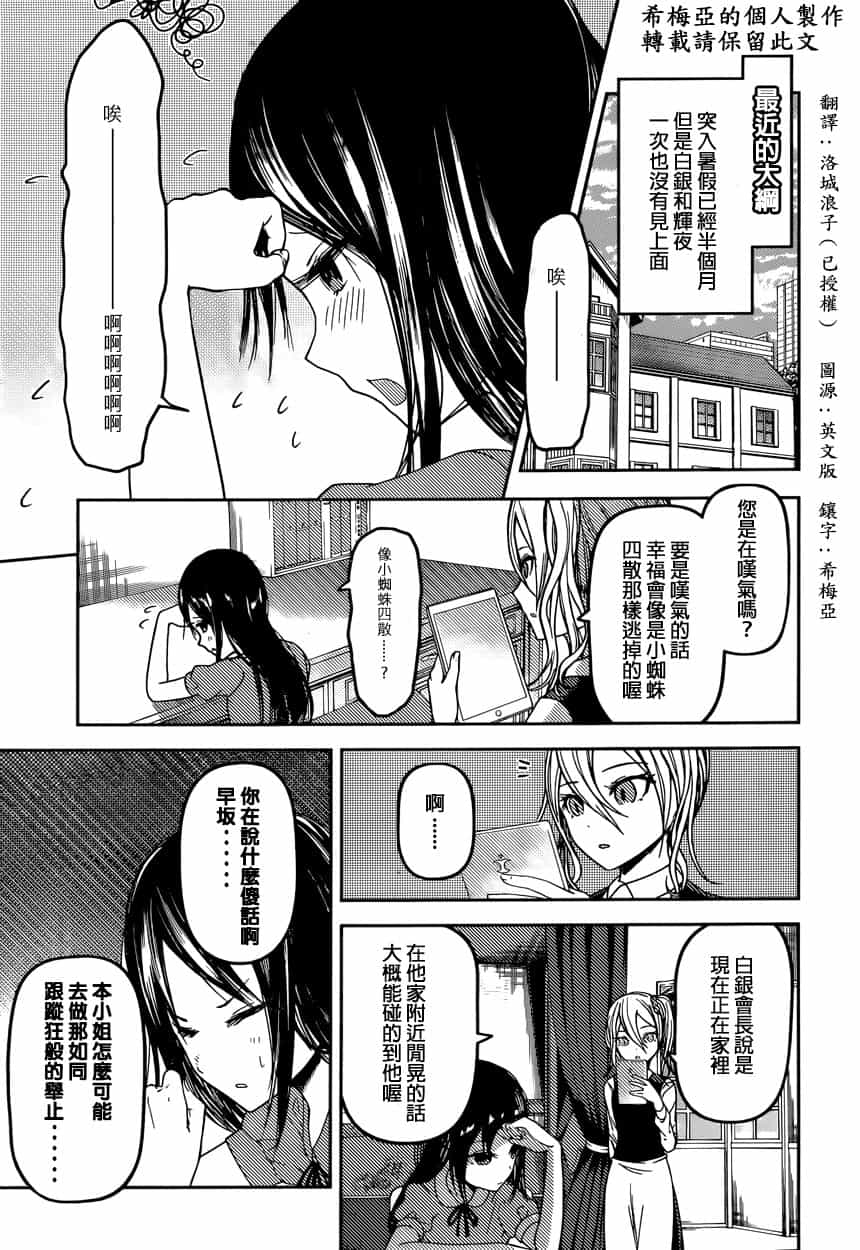 希梅亞的個人製作
轉載請保留此文
翻譯：洛城浪子（已授權） 圖源：英文版 鑲字：希梅亞
最近的大綱
突入暑假已經半個月
但是白銀和輝夜
一次也沒有見上面
唉————
唉————啊啊啊啊啊啊
您是在嘆氣嗎？
要是嘆氣的話
幸福會像是小蜘蛛
四散那樣逃掉的喔
像小蜘蛛四散……？
啊……
白銀會長說是
現在正在家裡
在他家附近閒晃的話
大概能碰的到他喔
你在說什麼傻話啊
早坂……
本小姐怎麼可能
去做那如同
跟蹤狂般的舉止……